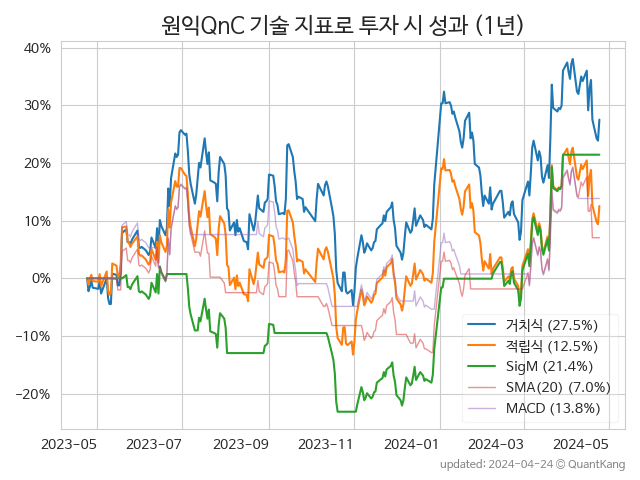 원익QnC 기술 지표로 투자 시 성과 (1년)
40%
30%
20%
10%
0%
−10%
−20%
거치식 (27.5%)
적립식 (12.5%)
SigM (21.4%)
SMA(20) (7.0%)
MACD (13.8%)
2023−05
2023−07
2023−09
2023−11
2024−01
2024−03
2024−05
updated: 2024-04-24 © QuantKang